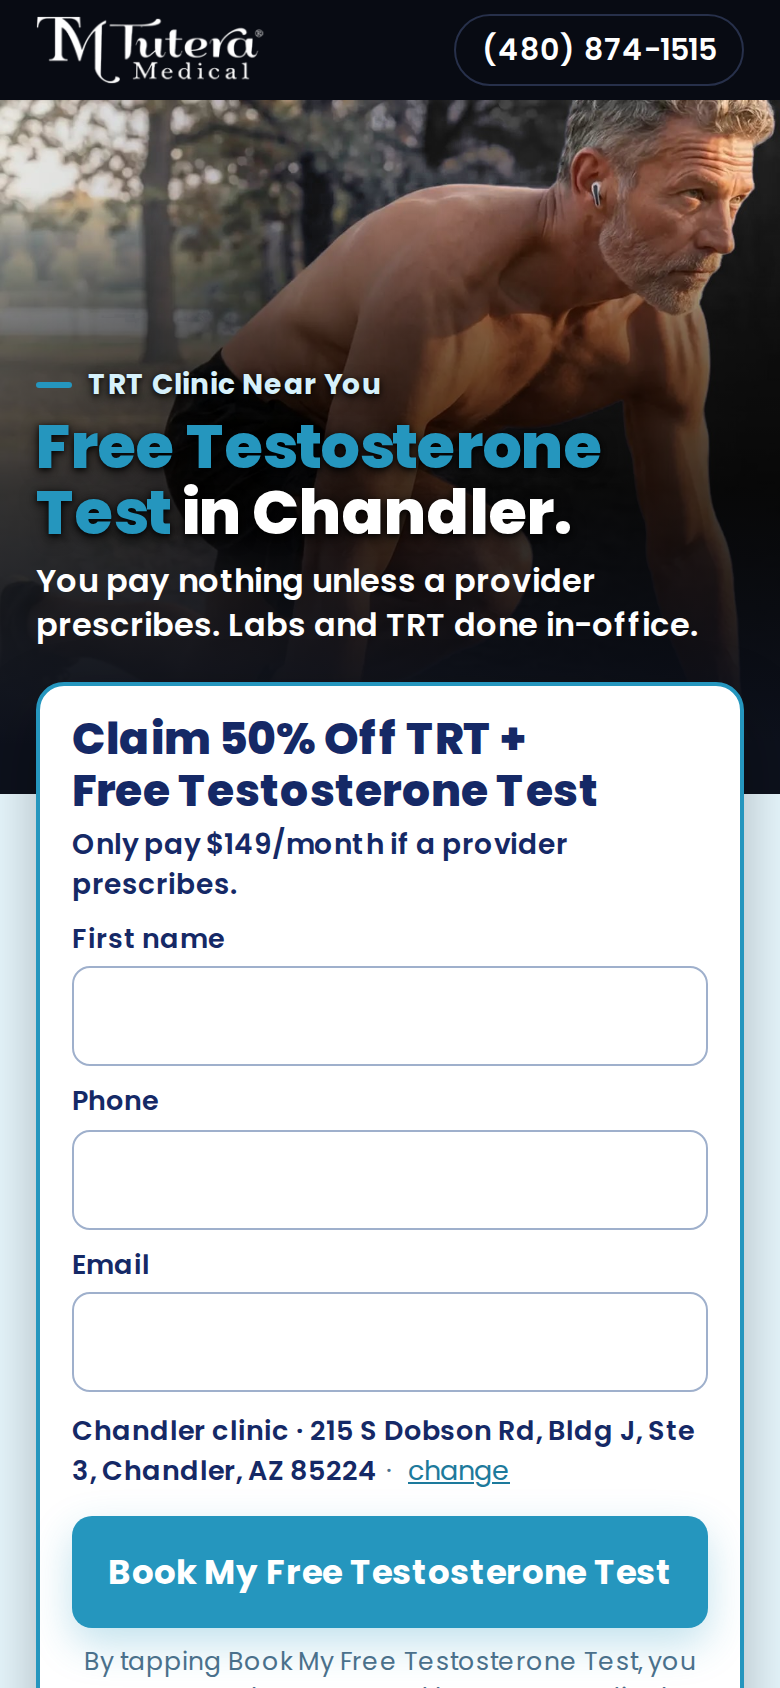 TM Tutera®
Medical
(480) 874-1515
TRT Clinic Near You
Free Testosterone
Test in Chandler.
You pay nothing unless a provider
prescribes. Labs and TRT done in-office.
Claim 50% Off TRT +
Free Testosterone Test
Only pay $149/month if a provider
prescribes.
First name
Phone
Email
Chandler clinic · 215 S Dobson Rd, Bldg J, Ste
3, Chandler, AZ 85224 · change
Book My Free Testosterone Test
By tapping Book My Free Testosterone Test, you